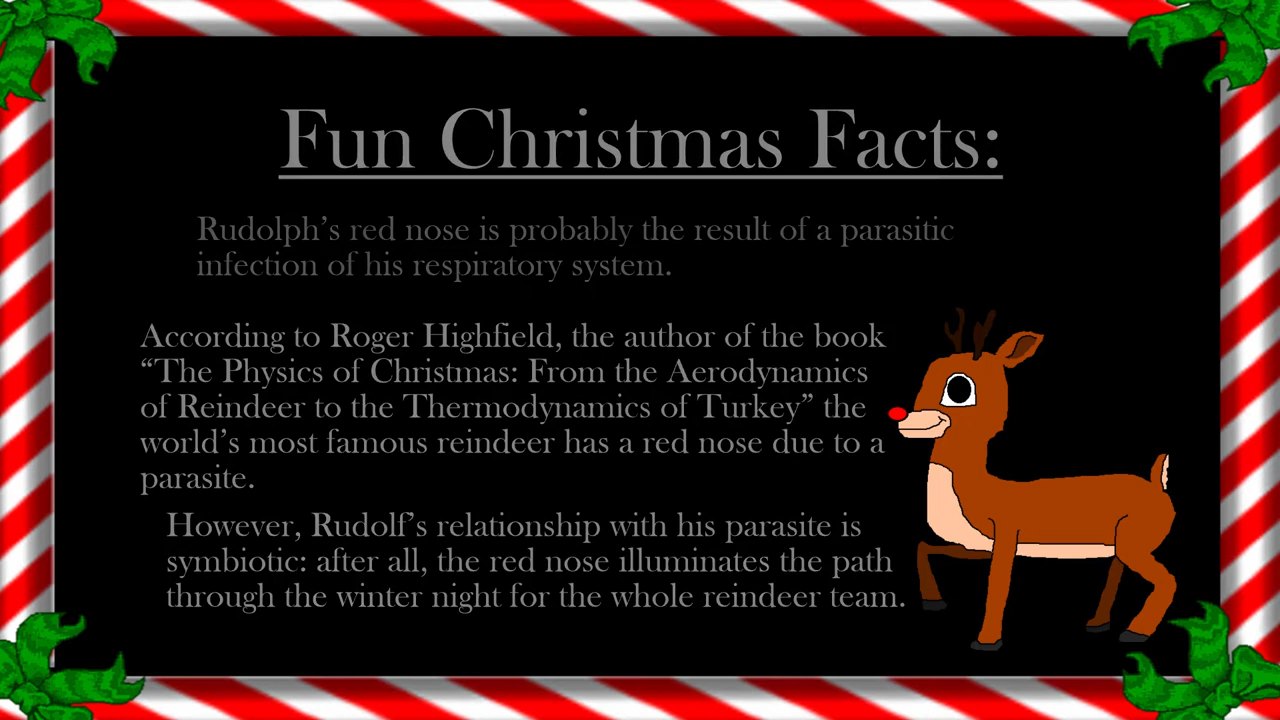 Fun Christmas Facts:
Rudolph’s red nose is probably the result of a parasitic
infection of his respiratory system.
According to Roger Highfield, the author of the book
“The Physics of Christmas: From the Aerodynamics
of Reindeer to the Thermodynamics of Turkey” the
world’s most famous reindeer has a red nose due to a
parasite.
However, Rudolf’s relationship with his parasite is
symbiotic: after all, the red nose illuminates the path
through the winter night for the whole reindeer team.